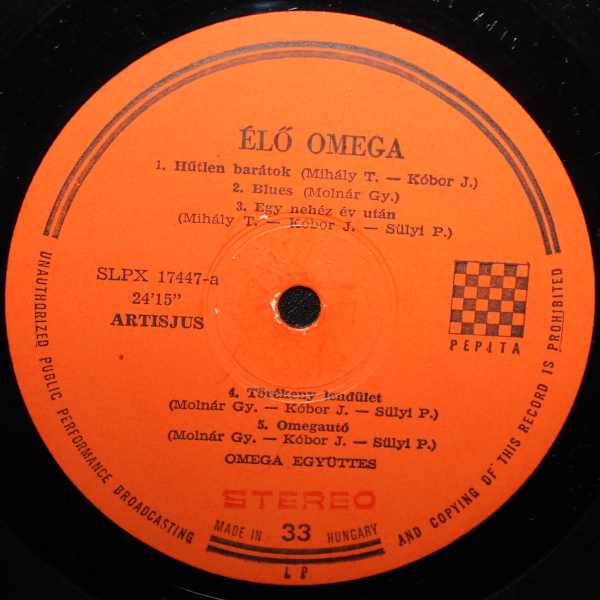 ÉLŐ OMEGA
1. Hűtlen barátok (Mihály T. — Kóbor J.)
2. Blues (Molnár Gy.)
3. Egy nehéz év után
(Mihály T. — Kóbor J. — Sülyi P.)
SLPX 17447-a
24'15"
ARTISJUS
PEPITA
4. Törékeny lendület
(Molnár Gy. — Kóbor J. — Sülyi P.)
5. Omegautó
(Molnár Gy. — Kóbor J. — Sülyi P.)
OMEGA EGYÜTTES
STEREO
MADE IN 33 HUNGARY
LP
UNAUTHORIZED PUBLIC PERFORMANCE BROADCASTING AND COPYING OF THIS RECORD IS PROHIBITED